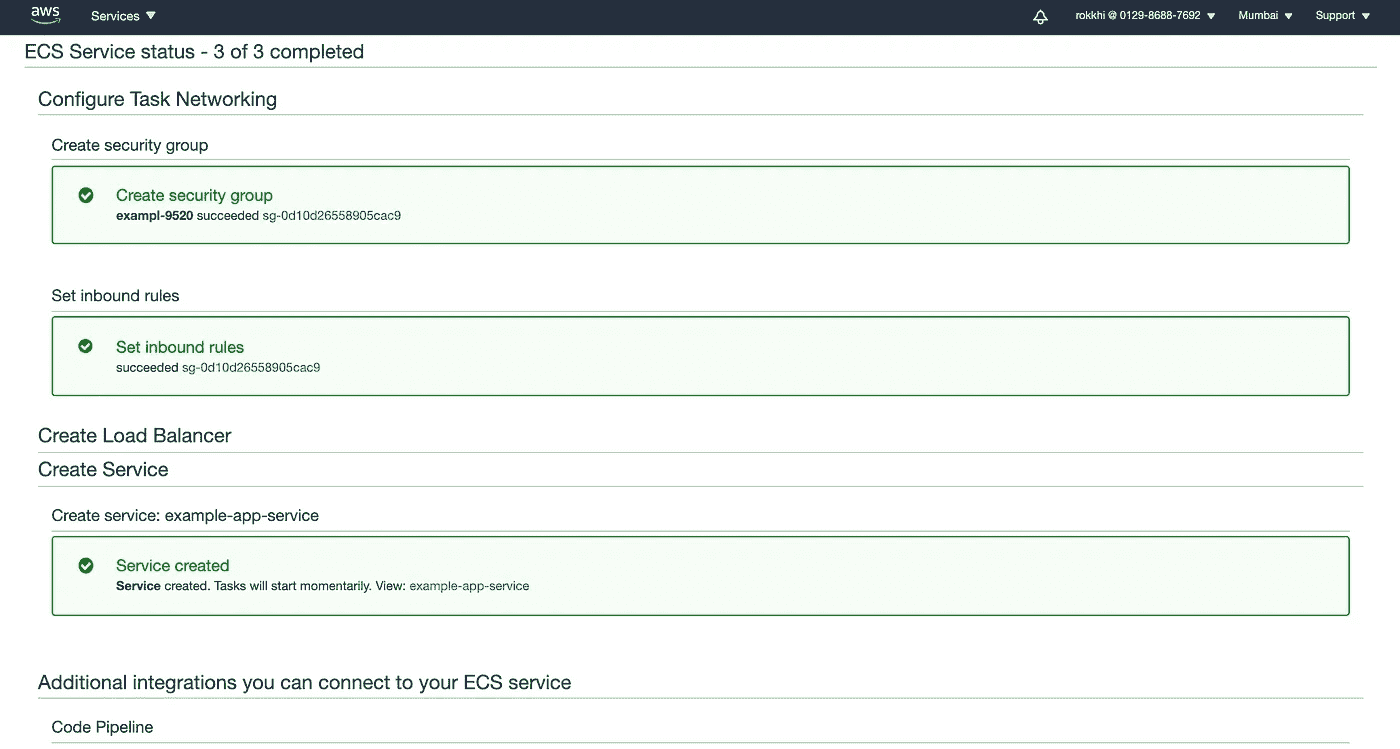 aws Services rokkhi @ 0129-8688-7692 Mumbai Support
ECS Service status - 3 of 3 completed
Configure Task Networking
Create security group
Create security group
exampl-9520 succeeded sg-0d10d26558905cac9
Set inbound rules
Set inbound rules
succeeded sg-0d10d26558905cac9
Create Load Balancer
Create Service
Create service: example-app-service
Service created
Service created. Tasks will start momentarily. View: example-app-service
Additional integrations you can connect to your ECS service
Code Pipeline